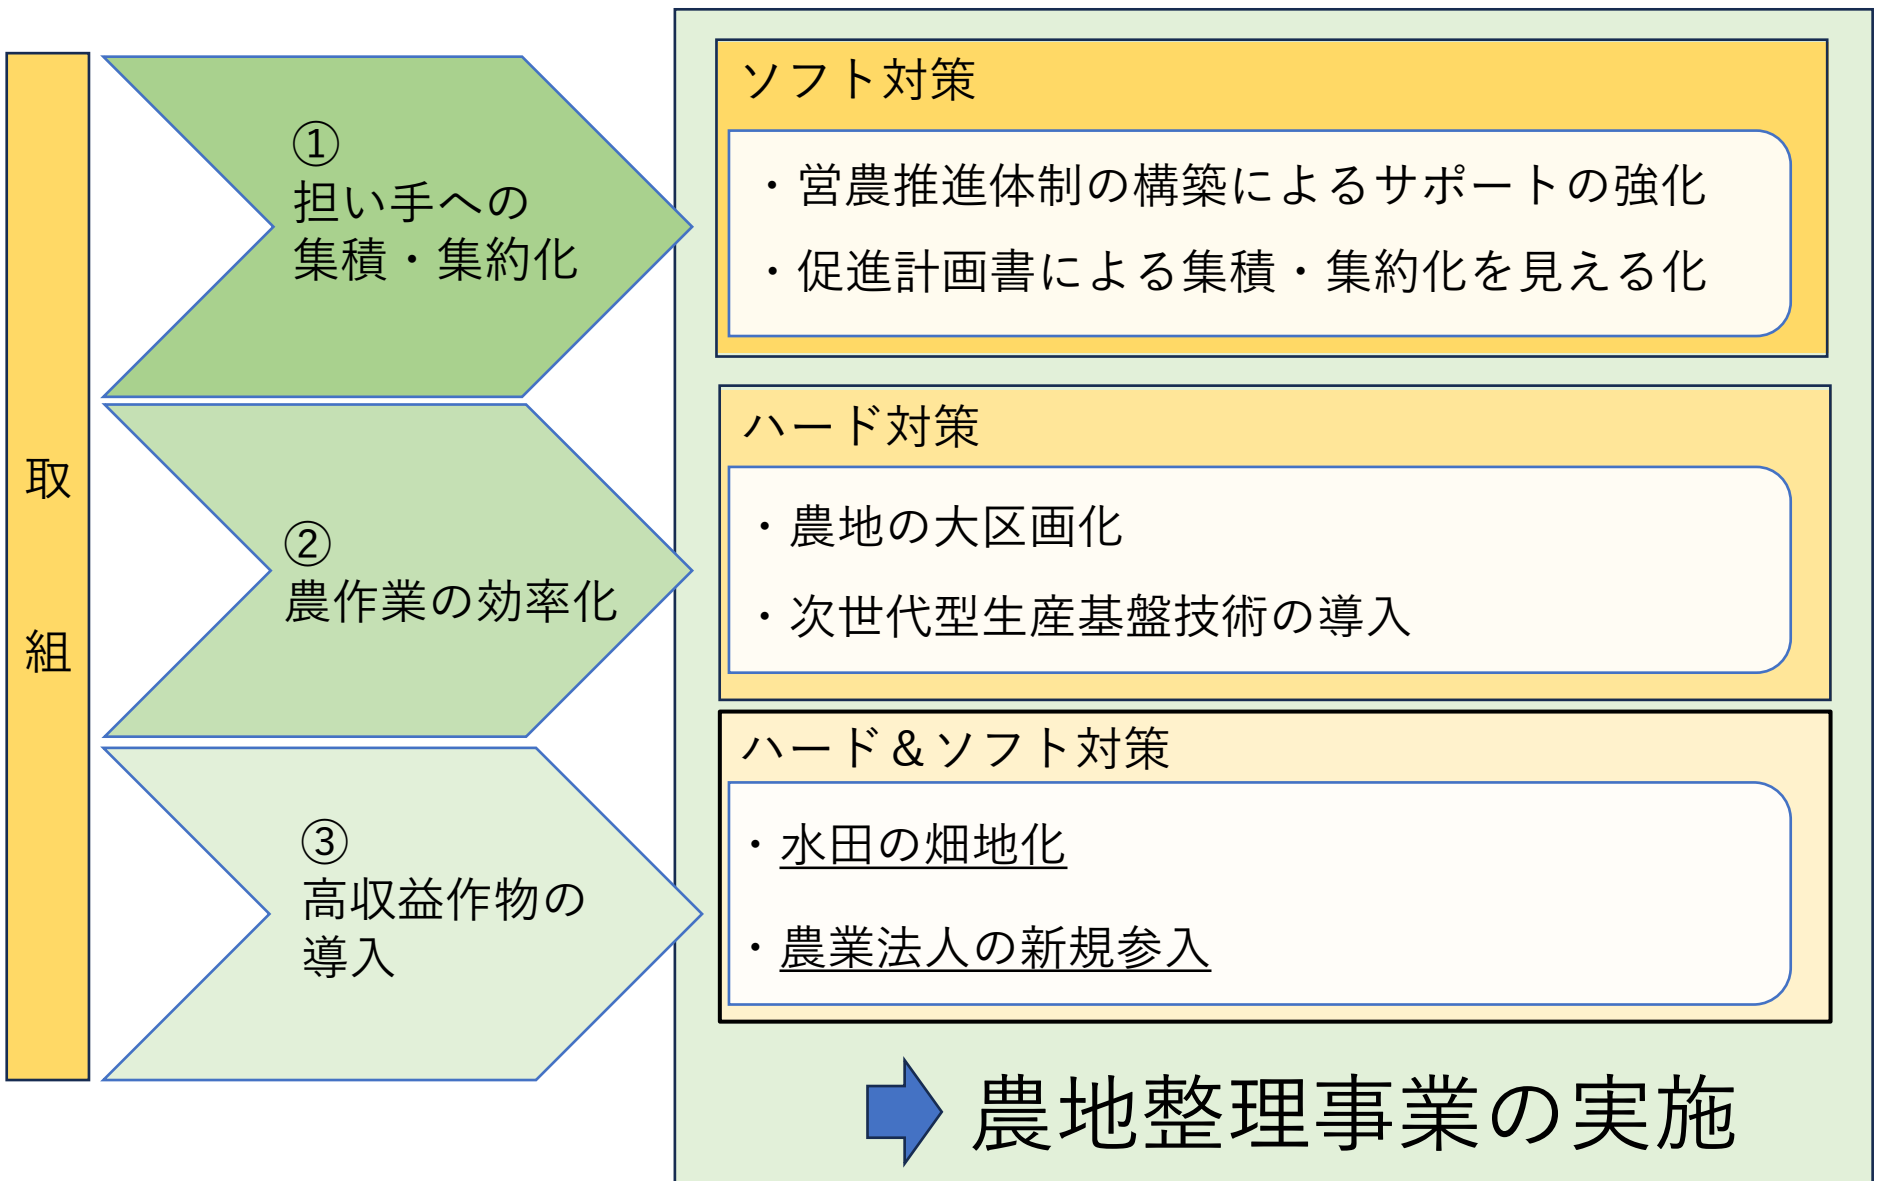 取
組
①
担い手への
集積・集約化
ソフト対策
・営農推進体制の構築によるサポートの強化
・促進計画書による集積・集約化を見える化
②
農作業の効率化
ハード対策
・農地の大区画化
・次世代型生産基盤技術の導入
③
高収益作物の
導入
ハード＆ソフト対策
・水田の畑地化
・農業法人の新規参入
農地整理事業の実施